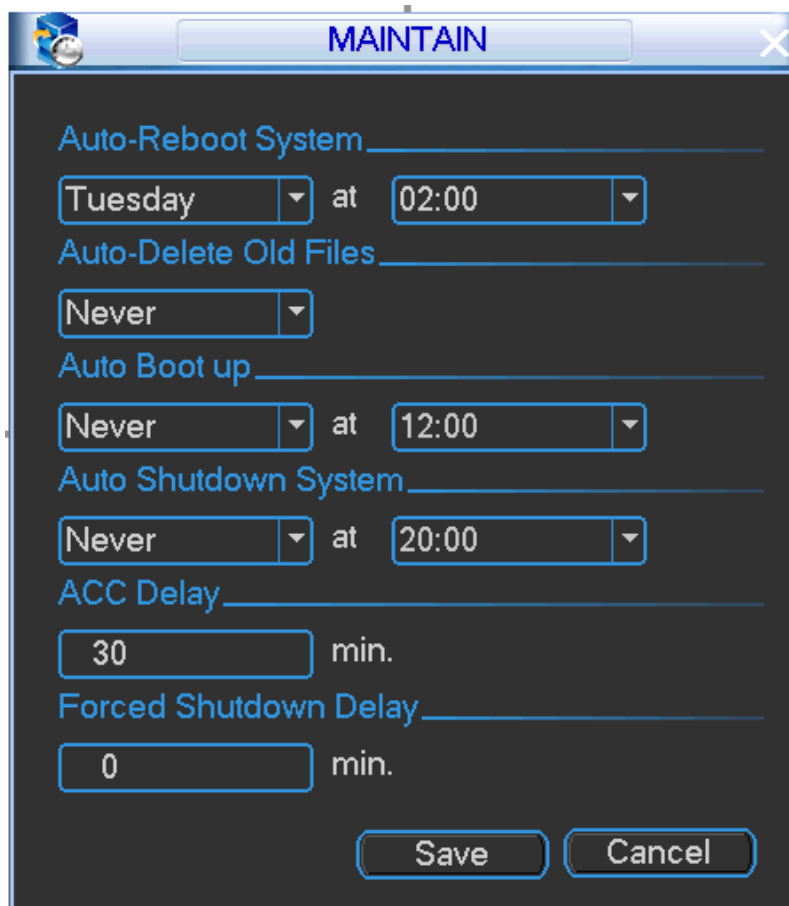 MAINTAIN
Auto-Reboot System
Tuesday at 02:00
Auto-Delete Old Files
Never
Auto Boot up
Never at 12:00
Auto Shutdown System
Never at 20:00
ACC Delay
30 min.
Forced Shutdown Delay
0 min.
Save Cancel